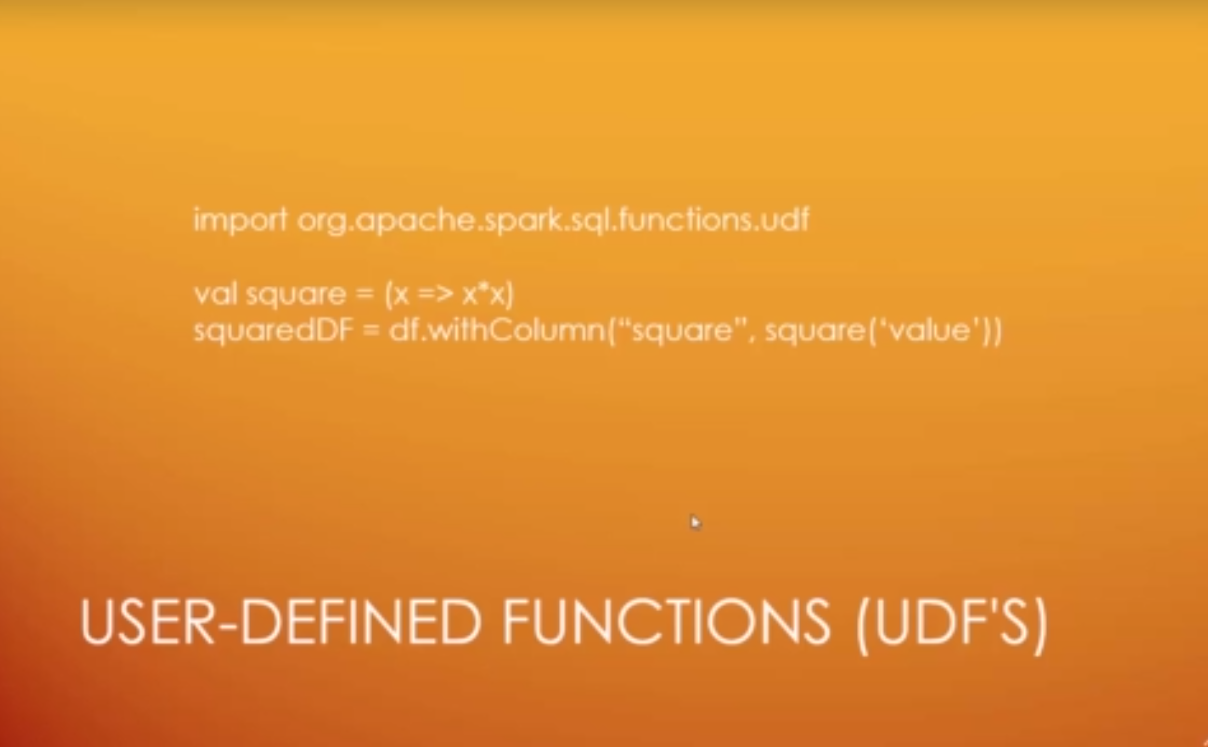 import org.apache.spark.sql.functions.udf
val square = (x => x*x)
squaredDF = df.withColumn(“square”, square(‘value’))
USER-DEFINED FUNCTIONS (UDF'S)